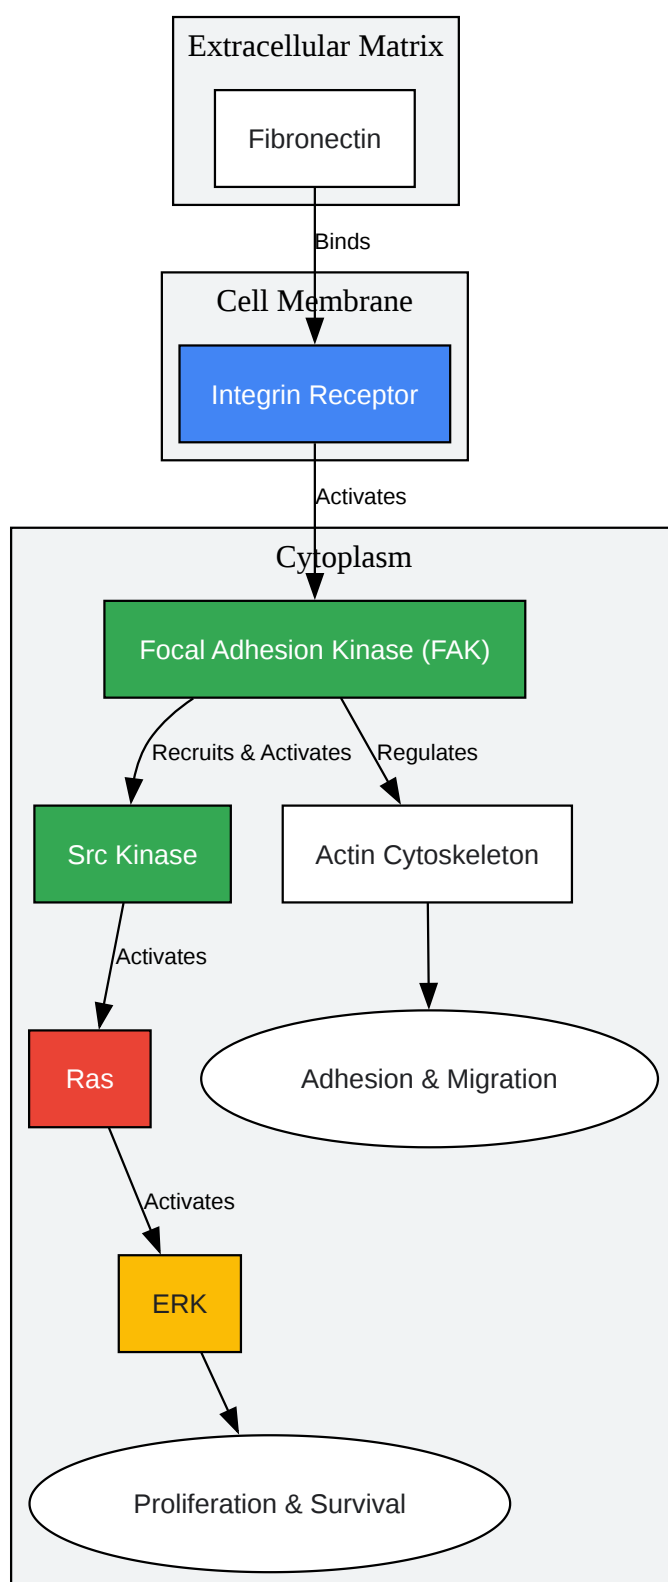 Extracellular Matrix
Fibronectin
Binds
Cell Membrane
Integrin Receptor
Activates
Cytoplasm
Focal Adhesion Kinase (FAK)
Recruits & Activates
Regulates
Src Kinase
Actin Cytoskeleton
Activates
Ras
Adhesion & Migration
Activates
ERK
Proliferation & Survival